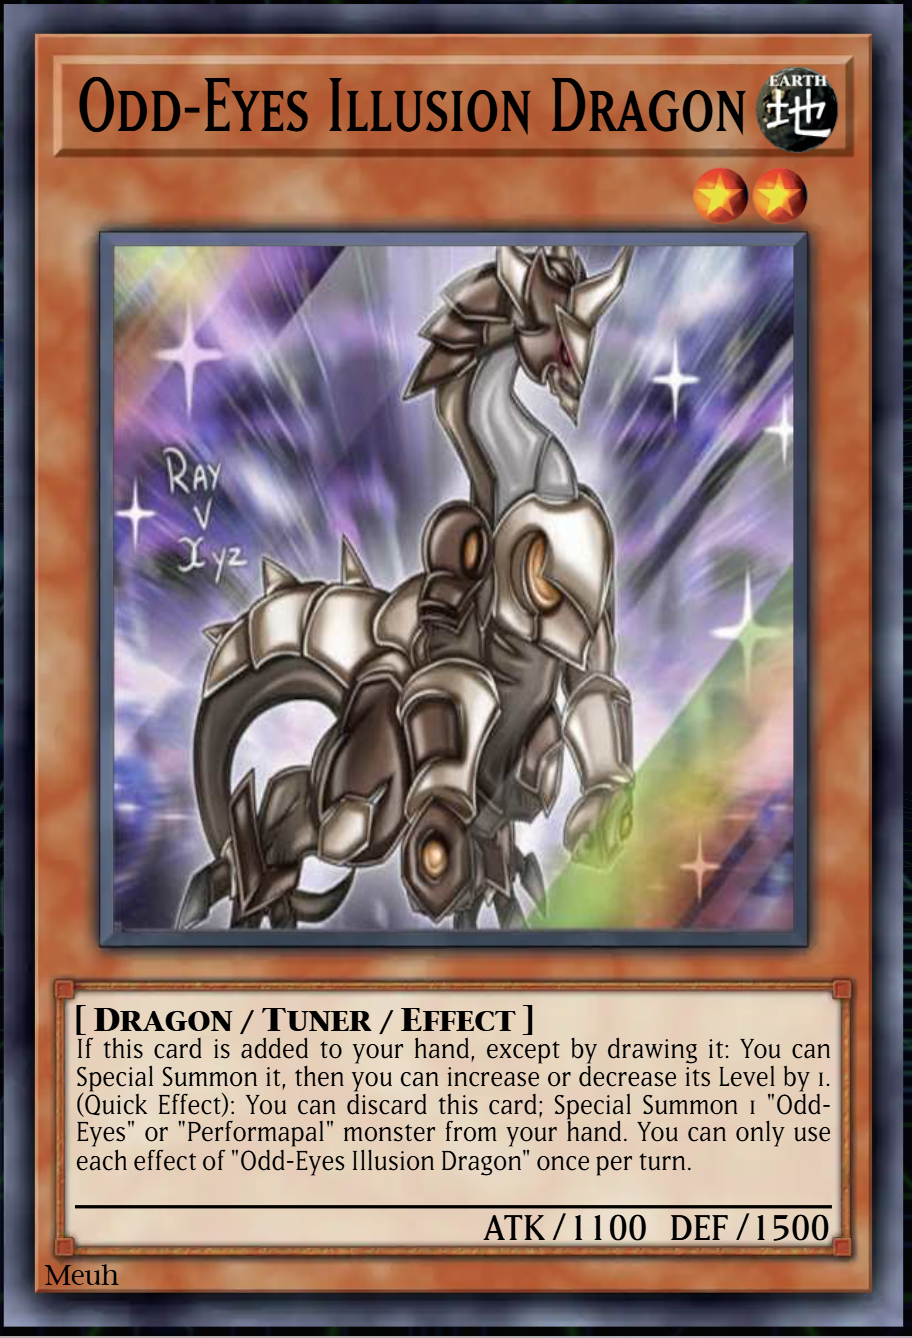 Odd-Eyes Illusion Dragon
EARTH
地
Ray
V
Xyz
[ Dragon / Tuner / Effect ]
If this card is added to your hand, except by drawing it: You can
Special Summon it, then you can increase or decrease its Level by 1.
(Quick Effect): You can discard this card; Special Summon 1 "Odd-
Eyes" or "Performapal" monster from your hand. You can only use
each effect of "Odd-Eyes Illusion Dragon" once per turn.
ATK/1100 DEF/1500
Meuh